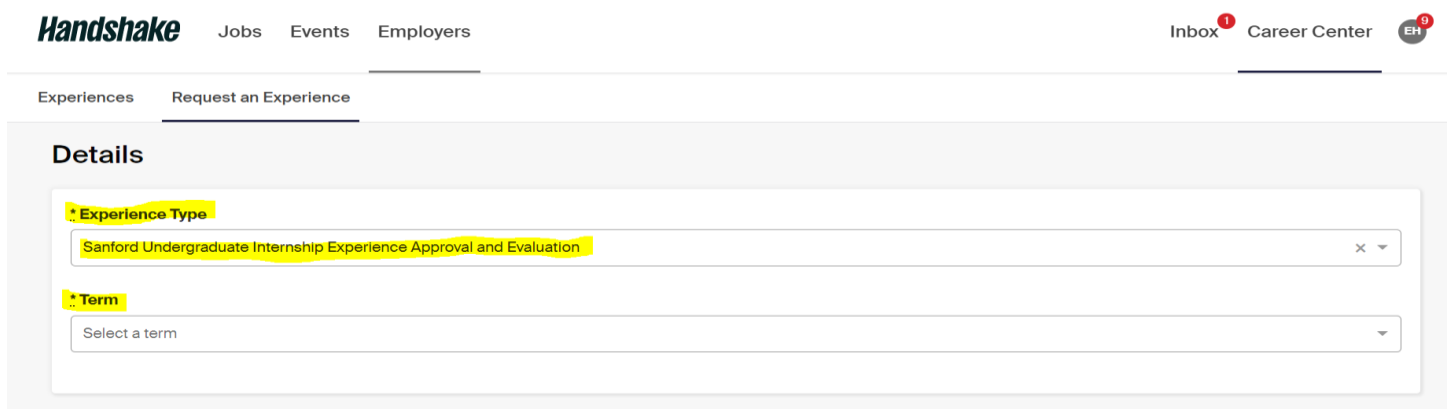 Handshake Jobs Events Employers Inbox 1 Career Center EH 9
Experiences Request an Experience
Details
* Experience Type
Sanford Undergraduate Internship Experience Approval and Evaluation
* Term
Select a term